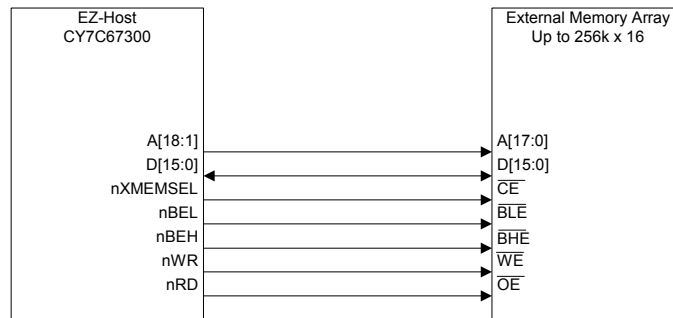 EZ-Host
CY7C67300
External Memory Array
Up to 256k x 16
A[18:1]
A[17:0]
D[15:0]
D[15:0]
nXMEMSEL
CE
nBEL
BLE
nBEH
BHE
nWR
WE
nRD
OE